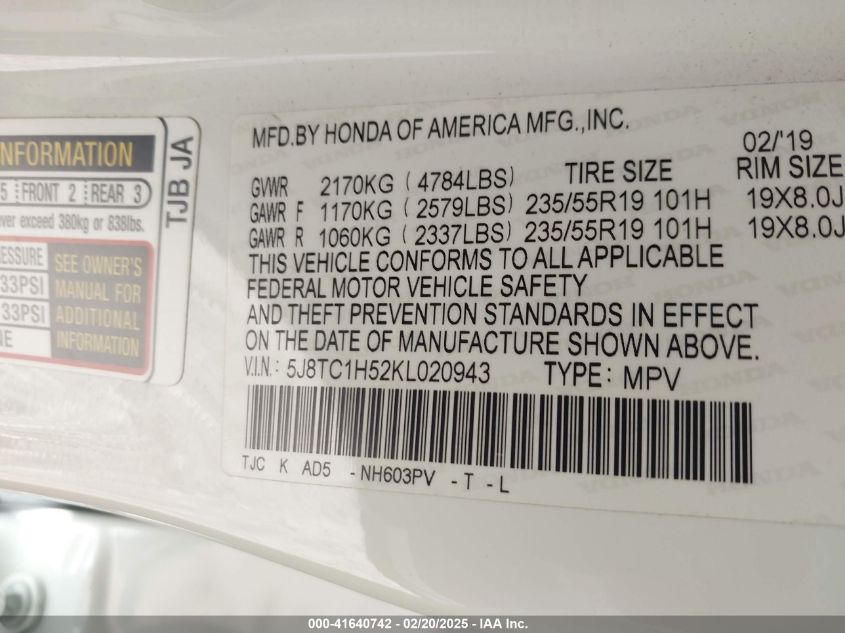 NFORMATION
5 FRONT 2 REAR 3
ever exceed 380kg or 838lbs.
PRESSURE
33PSI
33PSI
NE
SEE OWNER'S
MANUAL FOR
ADDITIONAL
INFORMATION
TJB JA
MFD.BY HONDA OF AMERICA MFG.,INC.
02/'19
GVWR 2170KG ( 4784LBS) TIRE SIZE RIM SIZE
GAWR F 1170KG ( 2579LBS) 235/55R19 101H 19X8.0J
GAWR R 1060KG ( 2337LBS) 235/55R19 101H 19X8.0J
THIS VEHICLE CONFORMS TO ALL APPLICABLE
FEDERAL MOTOR VEHICLE SAFETY
AND THEFT PREVENTION STANDARDS IN EFFECT
ON THE DATE OF MANUFACTURE SHOWN ABOVE.
V.I.N.: 5J8TC1H52KL020943 TYPE: MPV
TJC K AD5 - NH603PV - T - L
000-41640742 - 02/20/2025 - IAA Inc.